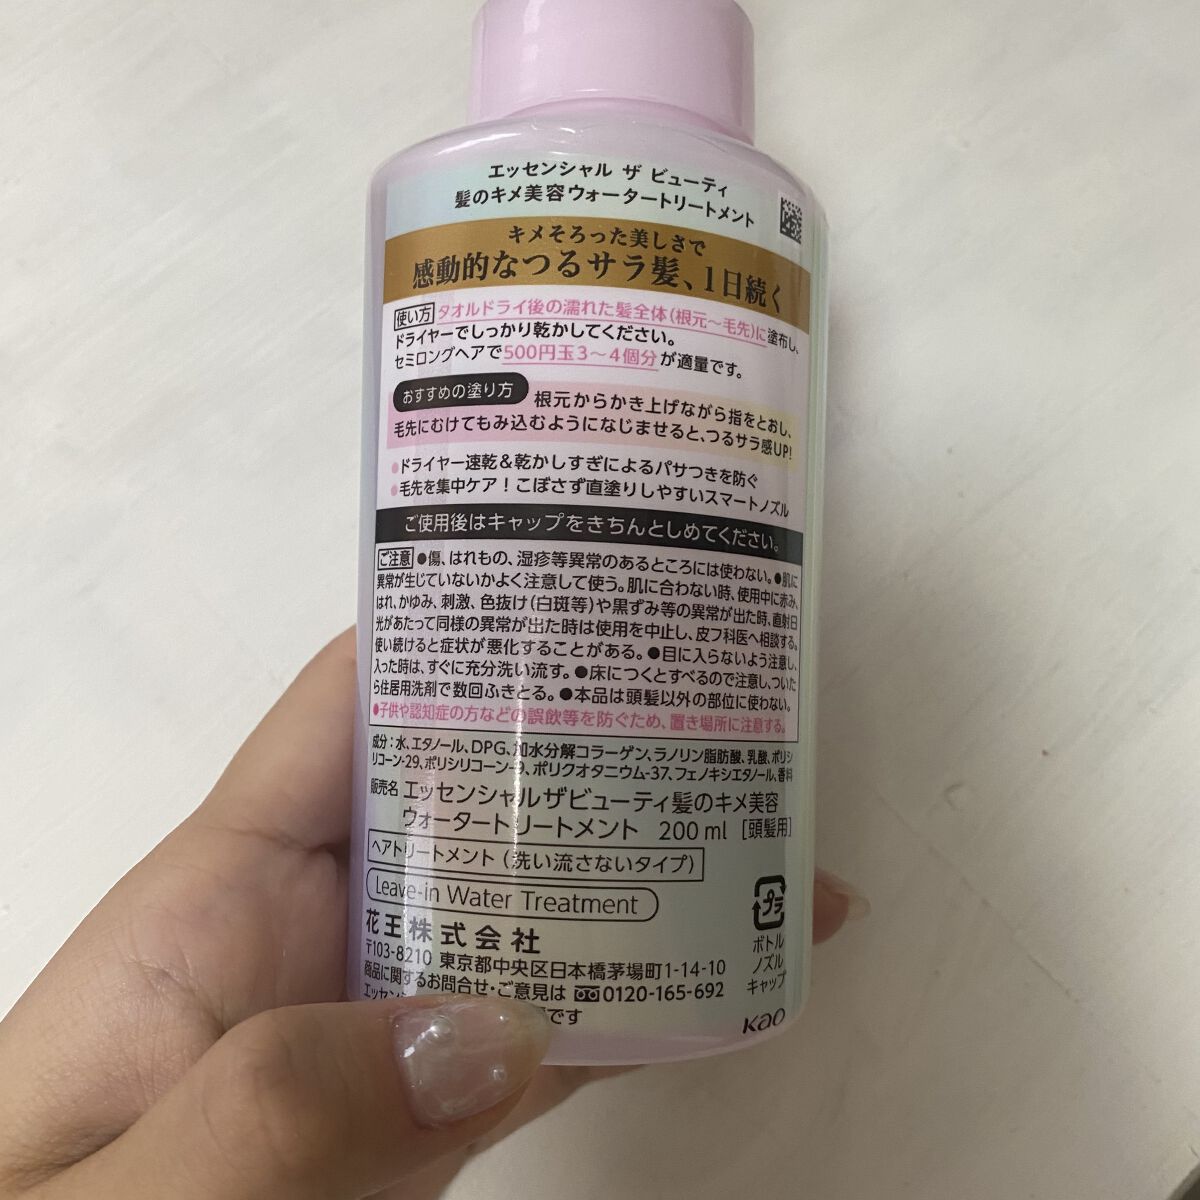 エッセンシャル ザ ビューティ
髪のキメ美容ウォータートリートメント
キメそろった美しさで
感動的なつるサラ髪、1日続く
使い方 タオルドライ後の濡れた髪全体(根元〜毛先)に塗布し、
ドライヤーでしっかり乾かしてください。
セミロングヘアで500円玉3〜4個分が適量です。
おすすめの塗り方 根元からかき上げながら指をとおし、
毛先にむけてもみ込むようになじませると、つるサラ感UP!
●ドライヤー速乾&乾かしすぎによるパサつきを防ぐ
●毛先を集中ケア!こぼさず直塗りしやすいスマートノズル
ご使用後はキャップをきちんとしめてください。
ご注意 ●傷、はれもの、湿疹等異常のあるところには使わない。●肌に
異常が生じていないかよく注意して使う。肌に合わない時、使用中に赤み、
はれ、かゆみ、刺激、色抜け(白斑等)や黒ずみ等の異常が出た時、直射日
光があたって同様の異常が出た時は使用を中止し、皮フ科医へ相談する。
使い続けると症状が悪化することがある。●目に入らないよう注意し、
入った時は、すぐに充分洗い流す。●床につくとすべるので注意し、ついた
ら住居用洗剤で数回ふきとる。●本品は頭髪以外の部位に使わない。
●子供や認知症の方などの誤飲等を防ぐため、置き場所に注意する。
成分:水、エタノール、DPG、加水分解コラーゲン、ラノリン脂肪酸、乳酸、ポリシ
リコーン-29、ポリシリコーン-9、ポリクオタニウム-37、フェノキシエタノール、香料
販売名 エッセンシャルザビューティ髪のキメ美容
ウォータートリートメント 200 ml [頭髪用]
ヘアトリートメント (洗い流さないタイプ)
Leave-in Water Treatment
花王株式会社
〒103-8210 東京都中央区日本橋茅場町1-14-10
商品に関するお問合せ・ご意見は 0120-165-692
エッセン
です
プラ
ボトル
ノズル
キャップ
Kao